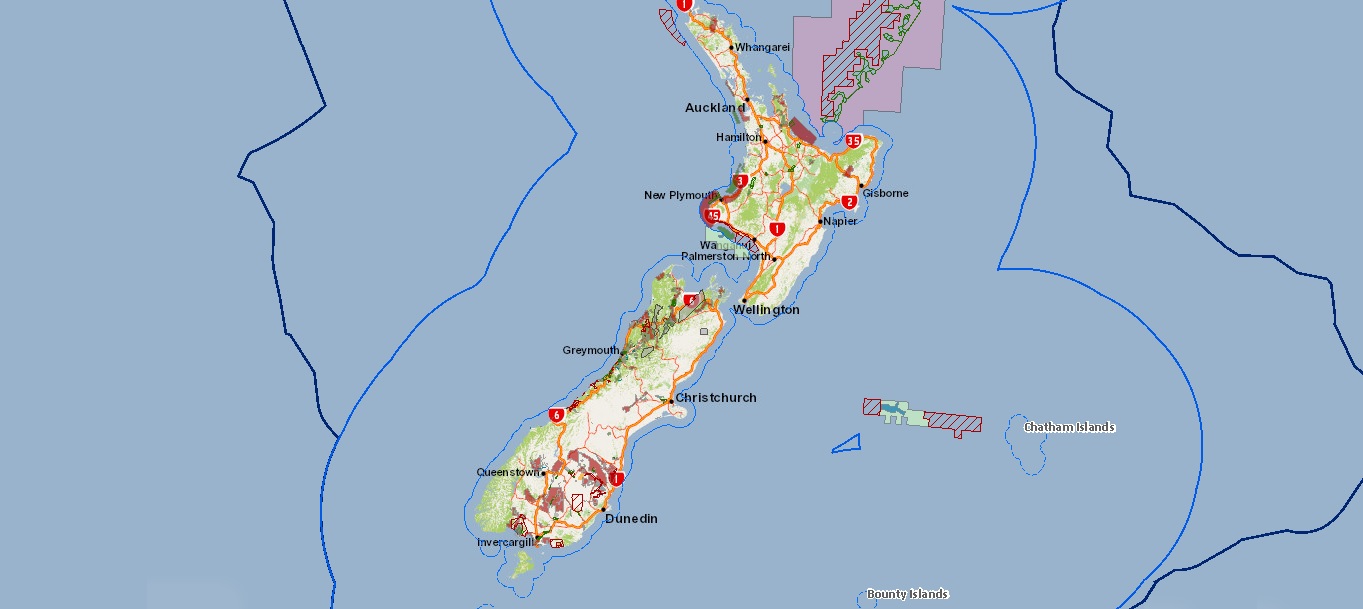 1
Whangarei
Auckland
Hamilton
35
3
New Plymouth
Gisborne
45
2
1
Napier
Wanganui
Palmerston North
6
Wellington
Greymouth
Christchurch
6
Chatham Islands
Queenstown
1
Dunedin
Invercargill
Bounty Islands